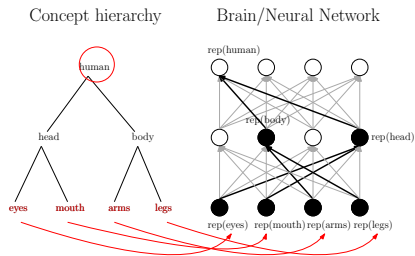 Concept hierarchy
Brain/Neural Network
rep(human)
human
rep(body)
head
body
rep(head)
eyes
mouth
arms
legs
rep(eyes)
rep(mouth)
rep(arms)
rep(legs)